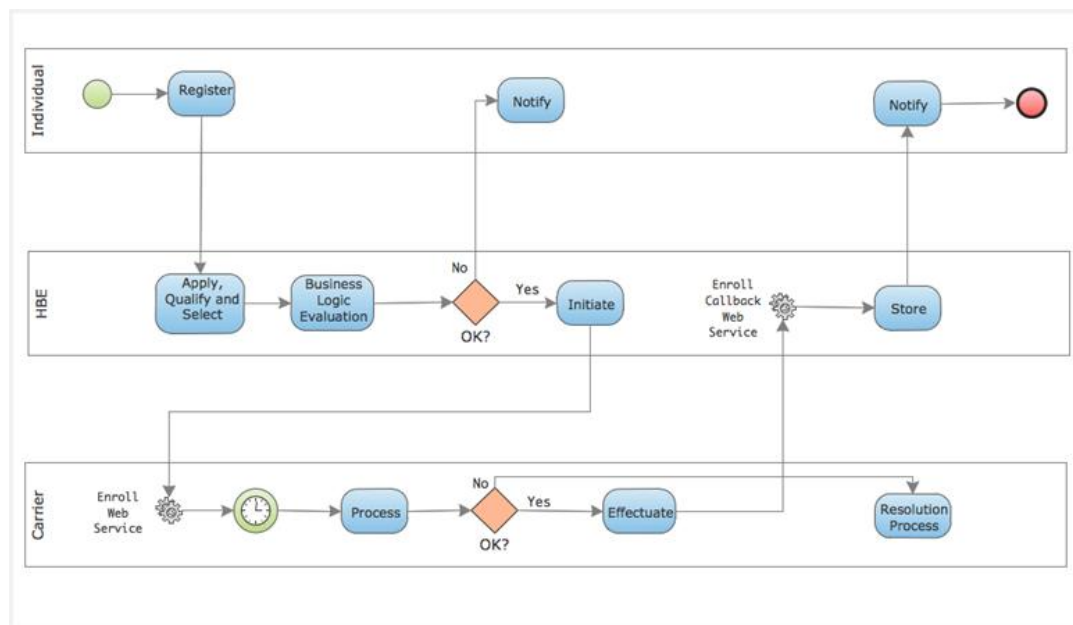 Individual
Register
Notify
Notify
HBE
Apply,
Qualify and
Select
Business
Logic
Evaluation
No
OK?
Yes
Initiate
Enroll
Callback
Web
Service
Store
Carrier
Enroll
Web
Service
Process
No
OK?
Yes
Effectuate
Resolution
Process